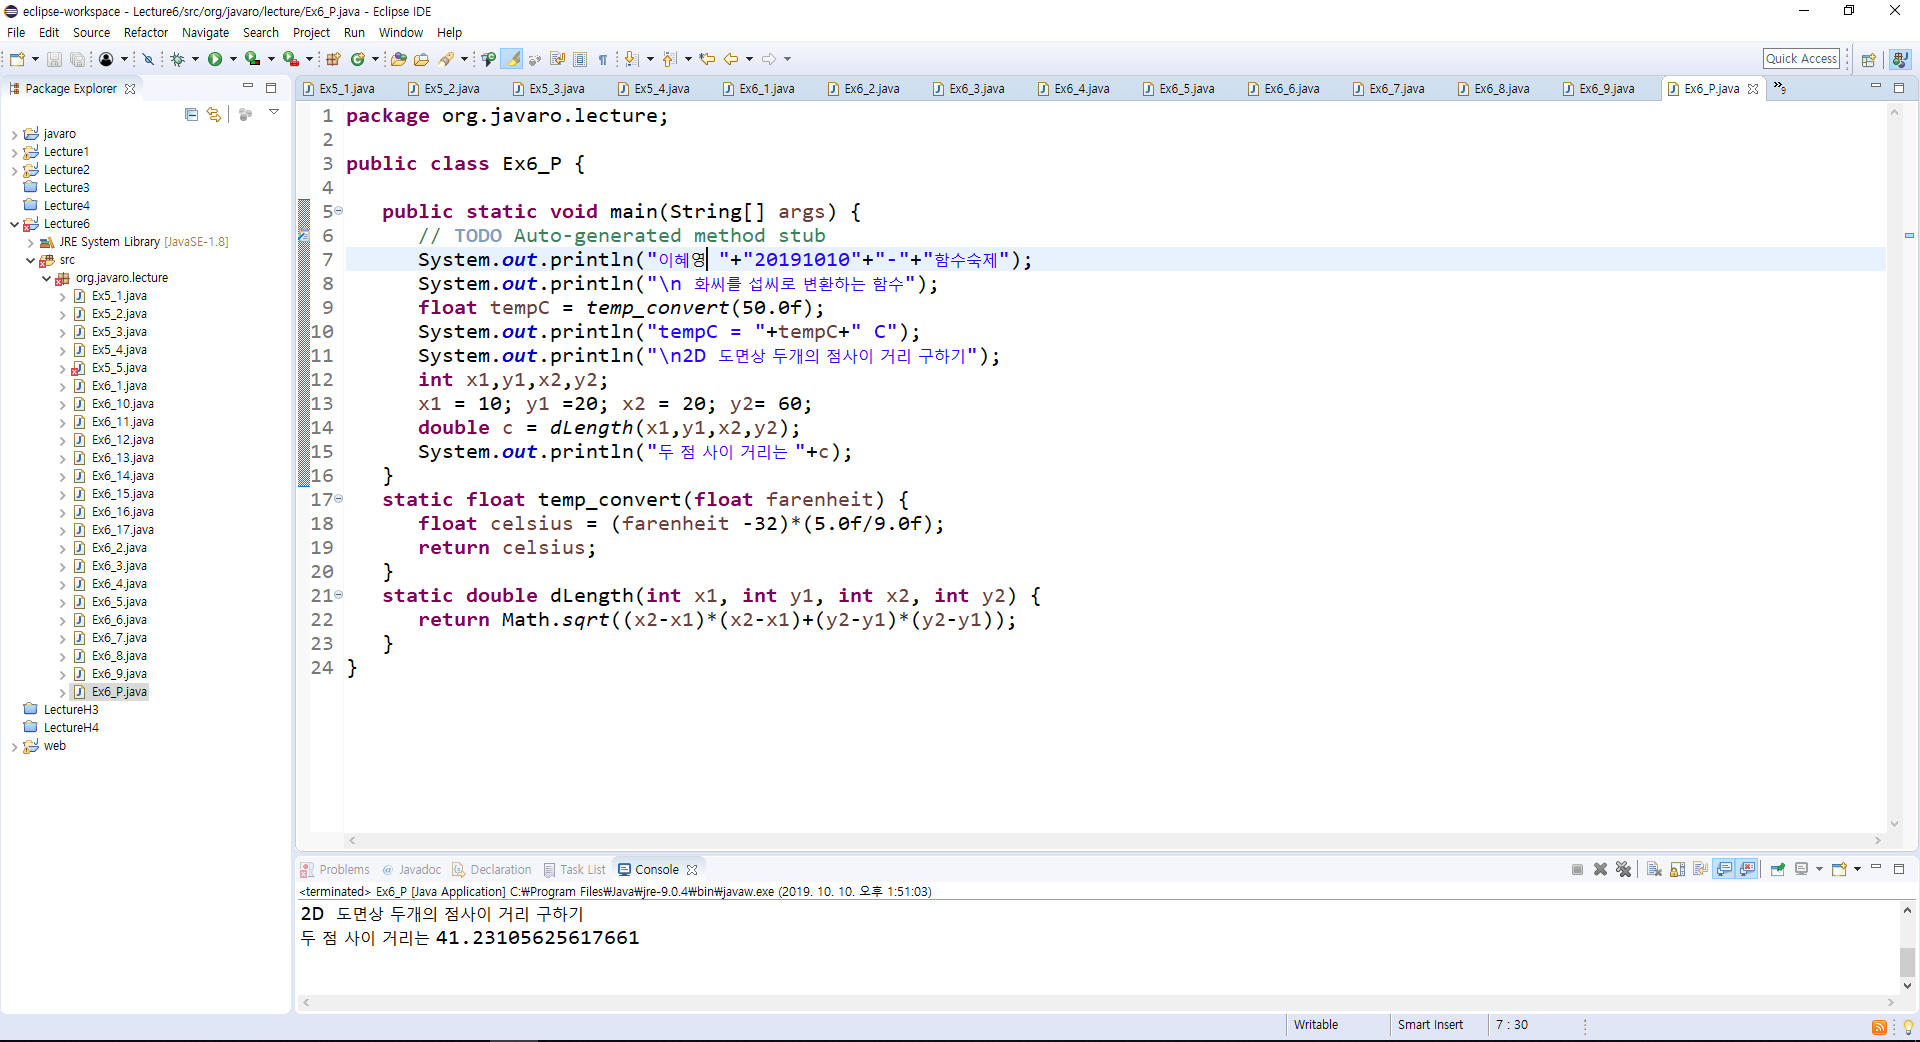 eclipse-workspace - Lecture6/src/org/javaro/lecture/Ex6_P.java - Eclipse IDE
File Edit Source Refactor Navigate Search Project Run Window Help
Quick Access
Package Explorer
Ex5_1.java Ex5_2.java Ex5_3.java Ex5_4.java Ex6_1.java Ex6_2.java Ex6_3.java Ex6_4.java Ex6_5.java Ex6_6.java Ex6_7.java Ex6_8.java Ex6_9.java Ex6_P.java »9
javaro
Lecture1
Lecture2
Lecture3
Lecture4
Lecture6
JRE System Library [JavaSE-1.8]
src
org.javaro.lecture
Ex5_1.java
Ex5_2.java
Ex5_3.java
Ex5_4.java
Ex5_5.java
Ex6_1.java
Ex6_10.java
Ex6_11.java
Ex6_12.java
Ex6_13.java
Ex6_14.java
Ex6_15.java
Ex6_16.java
Ex6_17.java
Ex6_2.java
Ex6_3.java
Ex6_4.java
Ex6_5.java
Ex6_6.java
Ex6_7.java
Ex6_8.java
Ex6_9.java
Ex6_P.java
LectureH3
LectureH4
web
1 package org.javaro.lecture;
2
3 public class Ex6_P {
4
5 public static void main(String[] args) {
6 // TODO Auto-generated method stub
7 System.out.println("이혜영 "+"20191010"+"-"+"함수숙제");
8 System.out.println("\n 화씨를 섭씨로 변환하는 함수");
9 float tempC = temp_convert(50.0f);
10 System.out.println("tempC = "+tempC+" C");
11 System.out.println("\n2D 도면상 두개의 점사이 거리 구하기");
12 int x1,y1,x2,y2;
13 x1 = 10; y1 =20; x2 = 20; y2= 60;
14 double c = dLength(x1,y1,x2,y2);
15 System.out.println("두 점 사이 거리는 "+c);
16 }
17 static float temp_convert(float farenheit) {
18 float celsius = (farenheit -32)*(5.0f/9.0f);
19 return celsius;
20 }
21 static double dLength(int x1, int y1, int x2, int y2) {
22 return Math.sqrt((x2-x1)*(x2-x1)+(y2-y1)*(y2-y1));
23 }
24 }
Problems Javadoc Declaration Task List Console
<terminated> Ex6_P [Java Application] C:₩Program Files₩Java₩jre-9.0.4₩bin₩javaw.exe (2019. 10. 10. 오후 1:51:03)
2D 도면상 두개의 점사이 거리 구하기
두 점 사이 거리는 41.23105625617661
Writable Smart Insert 7 : 30